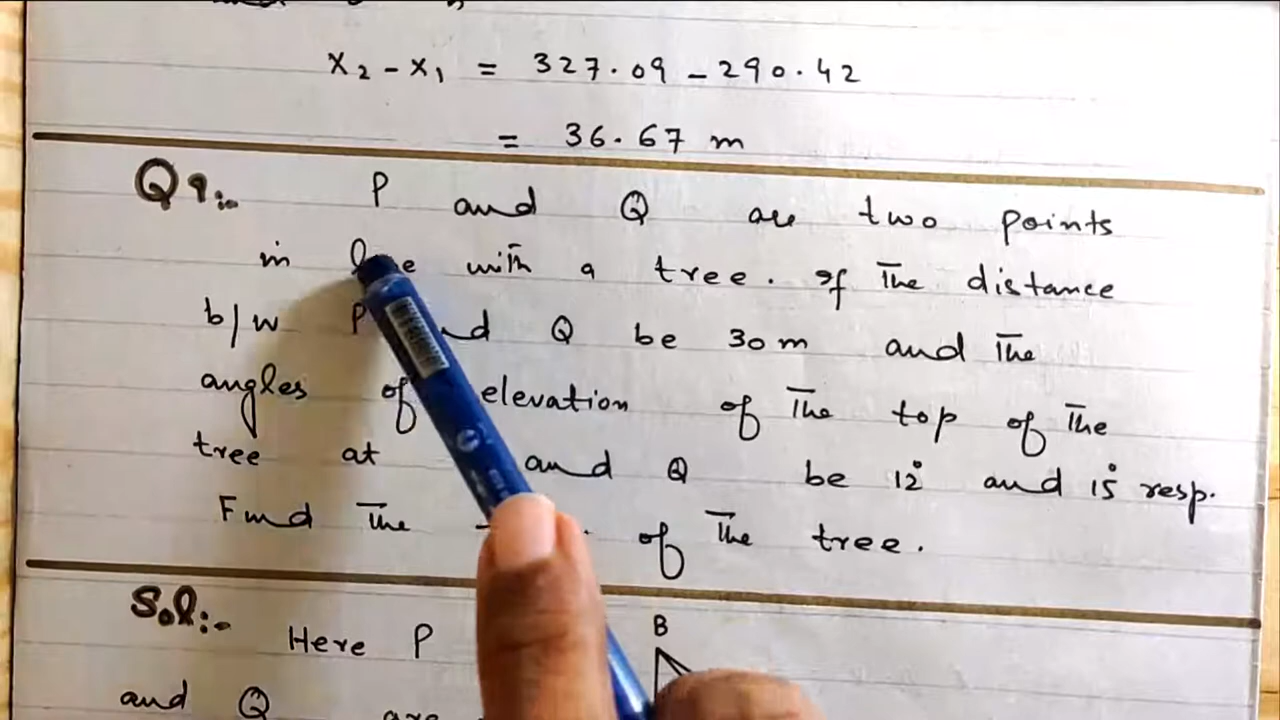 X₂ - X₁ = 327.09 - 290.42
= 36.67 m
Q9:- P and Q are two points
in with a tree. If The distance
b/w P Q be 30m and The
angles of elevation of The top of The
tree at and Q be 12° and 15° resp.
Find The of The tree.
Sol:- Here P
B
and Q are